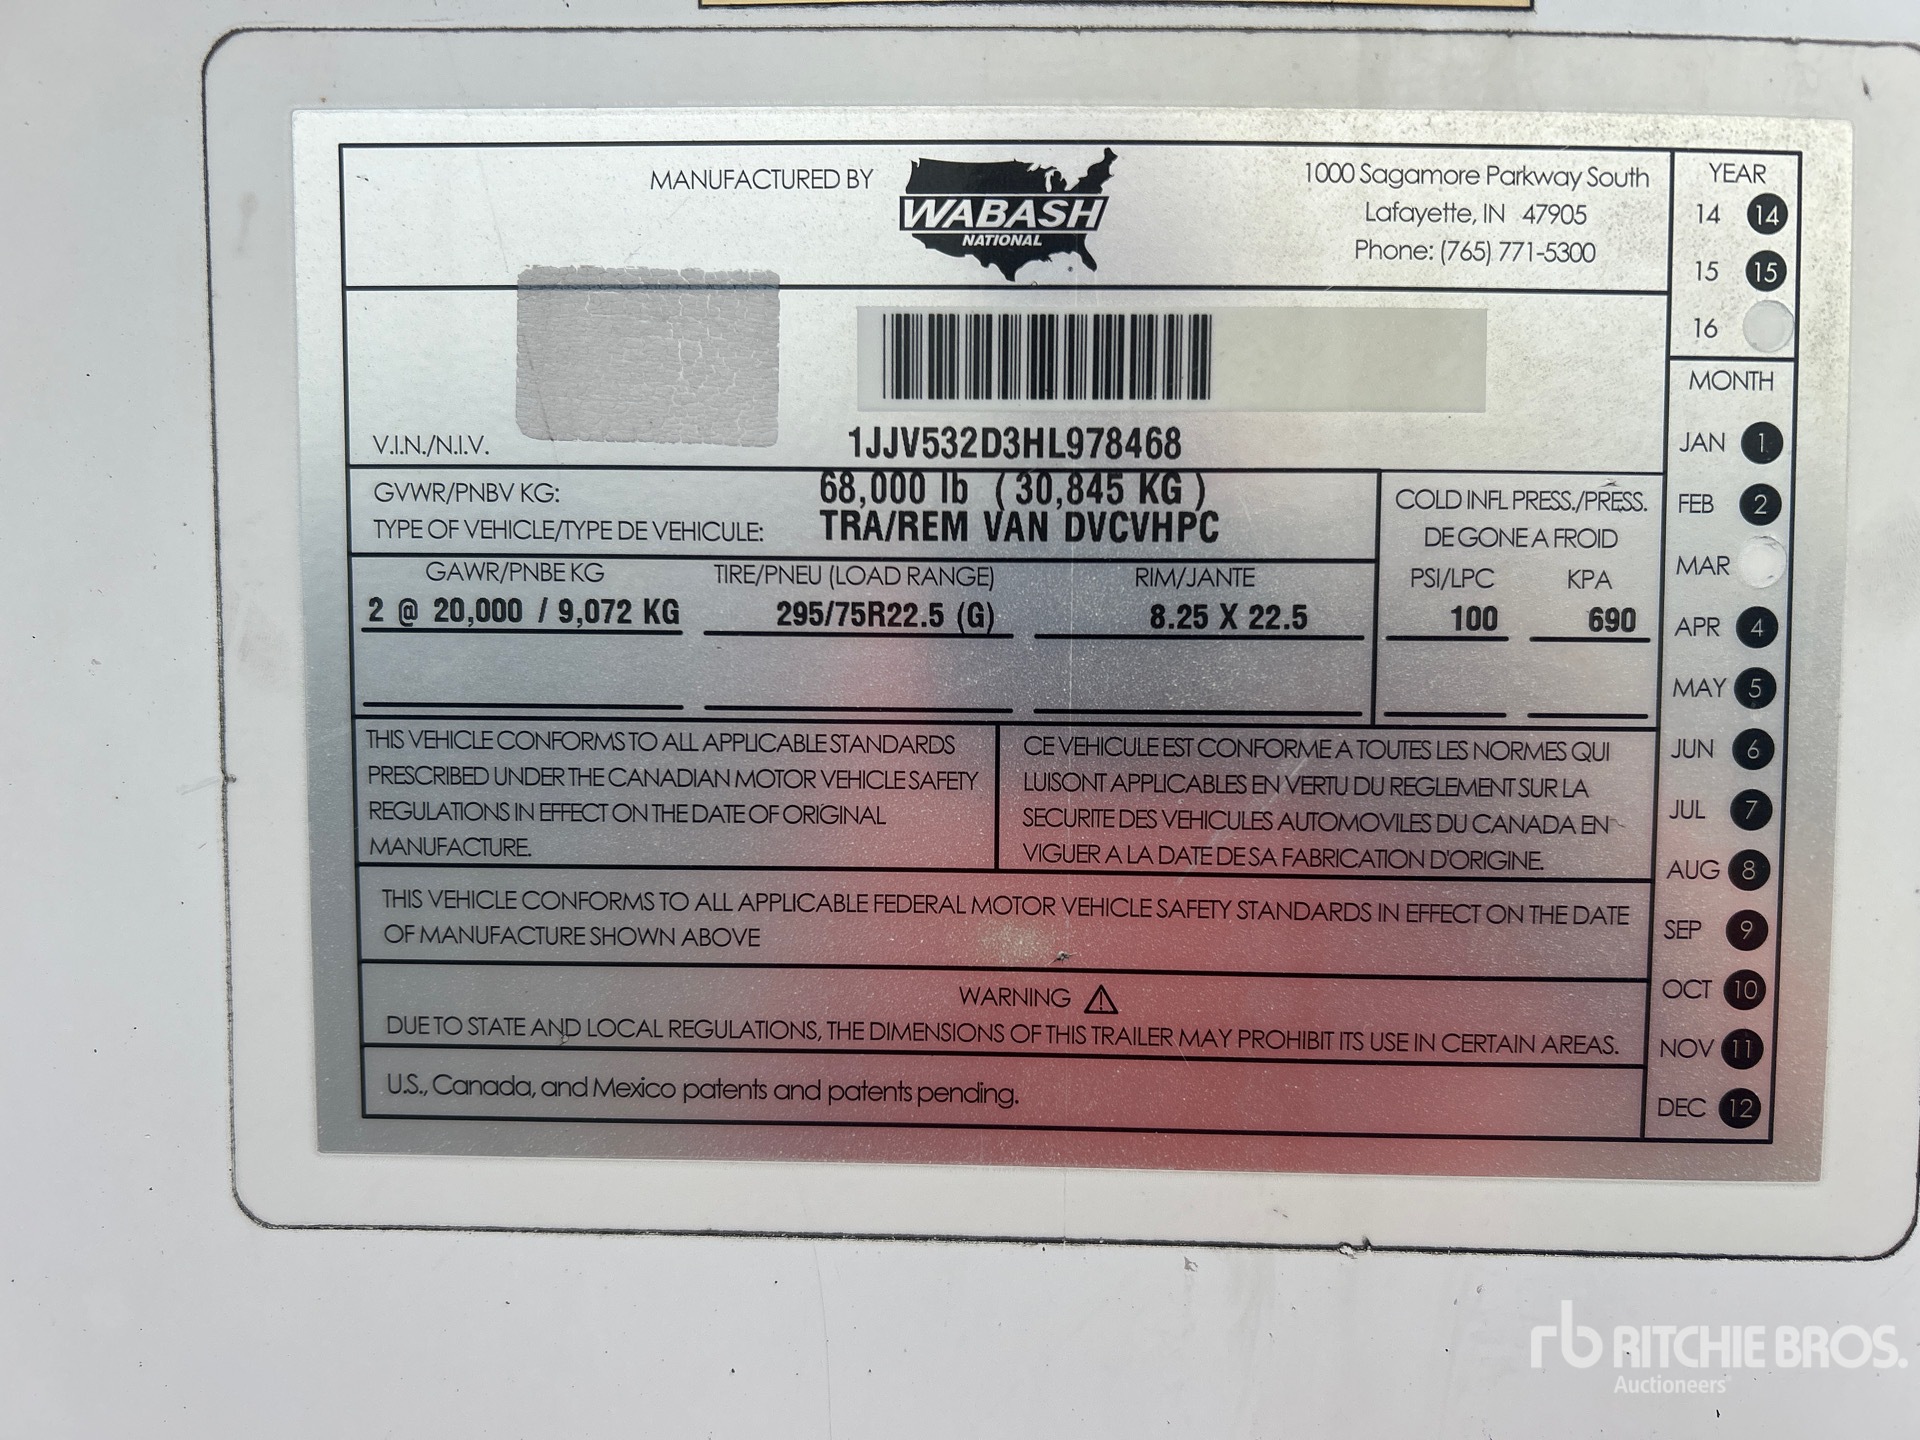 MANUFACTURED BY
WABASH
NATIONAL
1000 Sagamore Parkway South
Lafayette, IN 47905
Phone: (765) 771-5300
YEAR
14 14
15 15
16
MONTH
JAN 1
FEB 2
MAR
APR 4
MAY 5
JUN 6
JUL 7
AUG 8
SEP 9
OCT 10
NOV 11
DEC 12
V.I.N./N.I.V. 1JJV532D3HL978468
GVWR/PNBV KG: 68,000 lb ( 30,845 KG )
TYPE OF VEHICLE/TYPE DE VEHICULE: TRA/REM VAN DVCVHPC
COLD INFL PRESS./PRESS.
DE GONE A FROID
GAWR/PNBE KG TIRE/PNEU (LOAD RANGE) RIM/JANTE PSI/LPC KPA
2 @ 20,000 / 9,072 KG 295/75R22.5 (G) 8.25 X 22.5 100 690
THIS VEHICLE CONFORMS TO ALL APPLICABLE STANDARDS
PRESCRIBED UNDER THE CANADIAN MOTOR VEHICLE SAFETY
REGULATIONS IN EFFECT ON THE DATE OF ORIGINAL
MANUFACTURE.
CE VEHICULE EST CONFORME A TOUTES LES NORMES QUI
LUISONT APPLICABLES EN VERTU DU REGLEMENT SUR LA
SECURITE DES VEHICULES AUTOMOVILES DU CANADA EN
VIGUER A LA DATE DE SA FABRICATION D'ORIGINE.
THIS VEHICLE CONFORMS TO ALL APPLICABLE FEDERAL MOTOR VEHICLE SAFETY STANDARDS IN EFFECT ON THE DATE
OF MANUFACTURE SHOWN ABOVE
WARNING
DUE TO STATE AND LOCAL REGULATIONS, THE DIMENSIONS OF THIS TRAILER MAY PROHIBIT ITS USE IN CERTAIN AREAS.
U.S., Canada, and Mexico patents and patents pending.
rb RITCHIE BROS.
Auctioneers